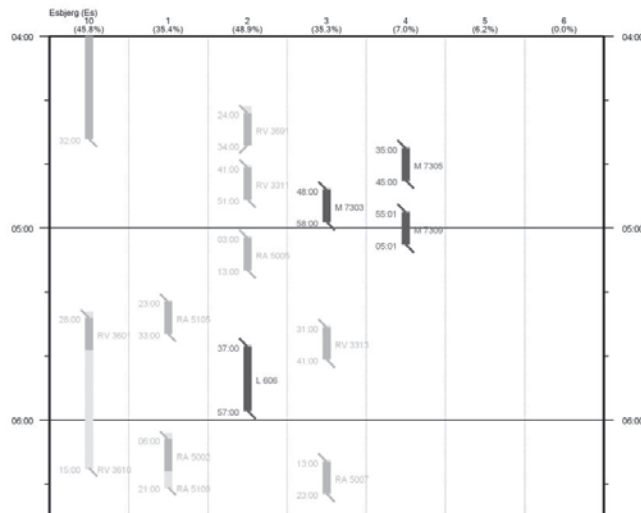 Esbjerg (Es)
10 1 2 3 4 5 6
(45.8%) (35.4%) (48.9%) (35.3%) (7.0%) (6.2%) (0.0%)
04:00 04:00
24:00 RV 3691
32:00 34:00 35:00 M 7305
41:00 RV 3311 45:00
51:00 48:00 M 7303
58:00 55:01 M 7309
05:00 05:00
03:00 RA 5005 05:01
13:00
23:00 RA 5105
28:00 RV 3601 33:00 31:00 RV 3313
37:00 41:00
L 606
57:00
06:00 06:00
06:00 RA 5002
15:00 RV 3610 13:00 RA 5007
21:00 RA 5109 23:00